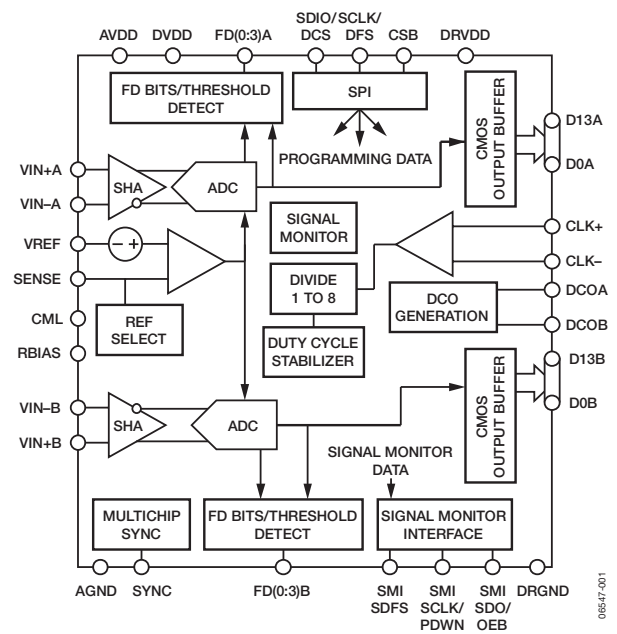 SDIO/ SCLK/
AVDD DVDD FD(0:3)A DCS DFS CSB DRVDD
FD BITS/THRESHOLD
DETECT
SPI
PROGRAMMING DATA
CMOS
OUTPUT BUFFER
D13A
D0A
VIN+A
VIN–A
SHA
ADC
VREF
– +
SENSE
SIGNAL
MONITOR
CLK+
CLK–
DIVIDE
1 TO 8
DCO
GENERATION
DCOA
DCOB
CML
REF
SELECT
DUTY CYCLE
STABILIZER
RBIAS
VIN–B
VIN+B
SHA
ADC
CMOS
OUTPUT BUFFER
D13B
D0B
SIGNAL MONITOR
DATA
MULTICHIP
SYNC
FD BITS/THRESHOLD
DETECT
SIGNAL MONITOR
INTERFACE
AGND SYNC FD(0:3)B SMI SMI SMI DRGND
SDFS SCLK/ SDO/
PDWN OEB
06547-001